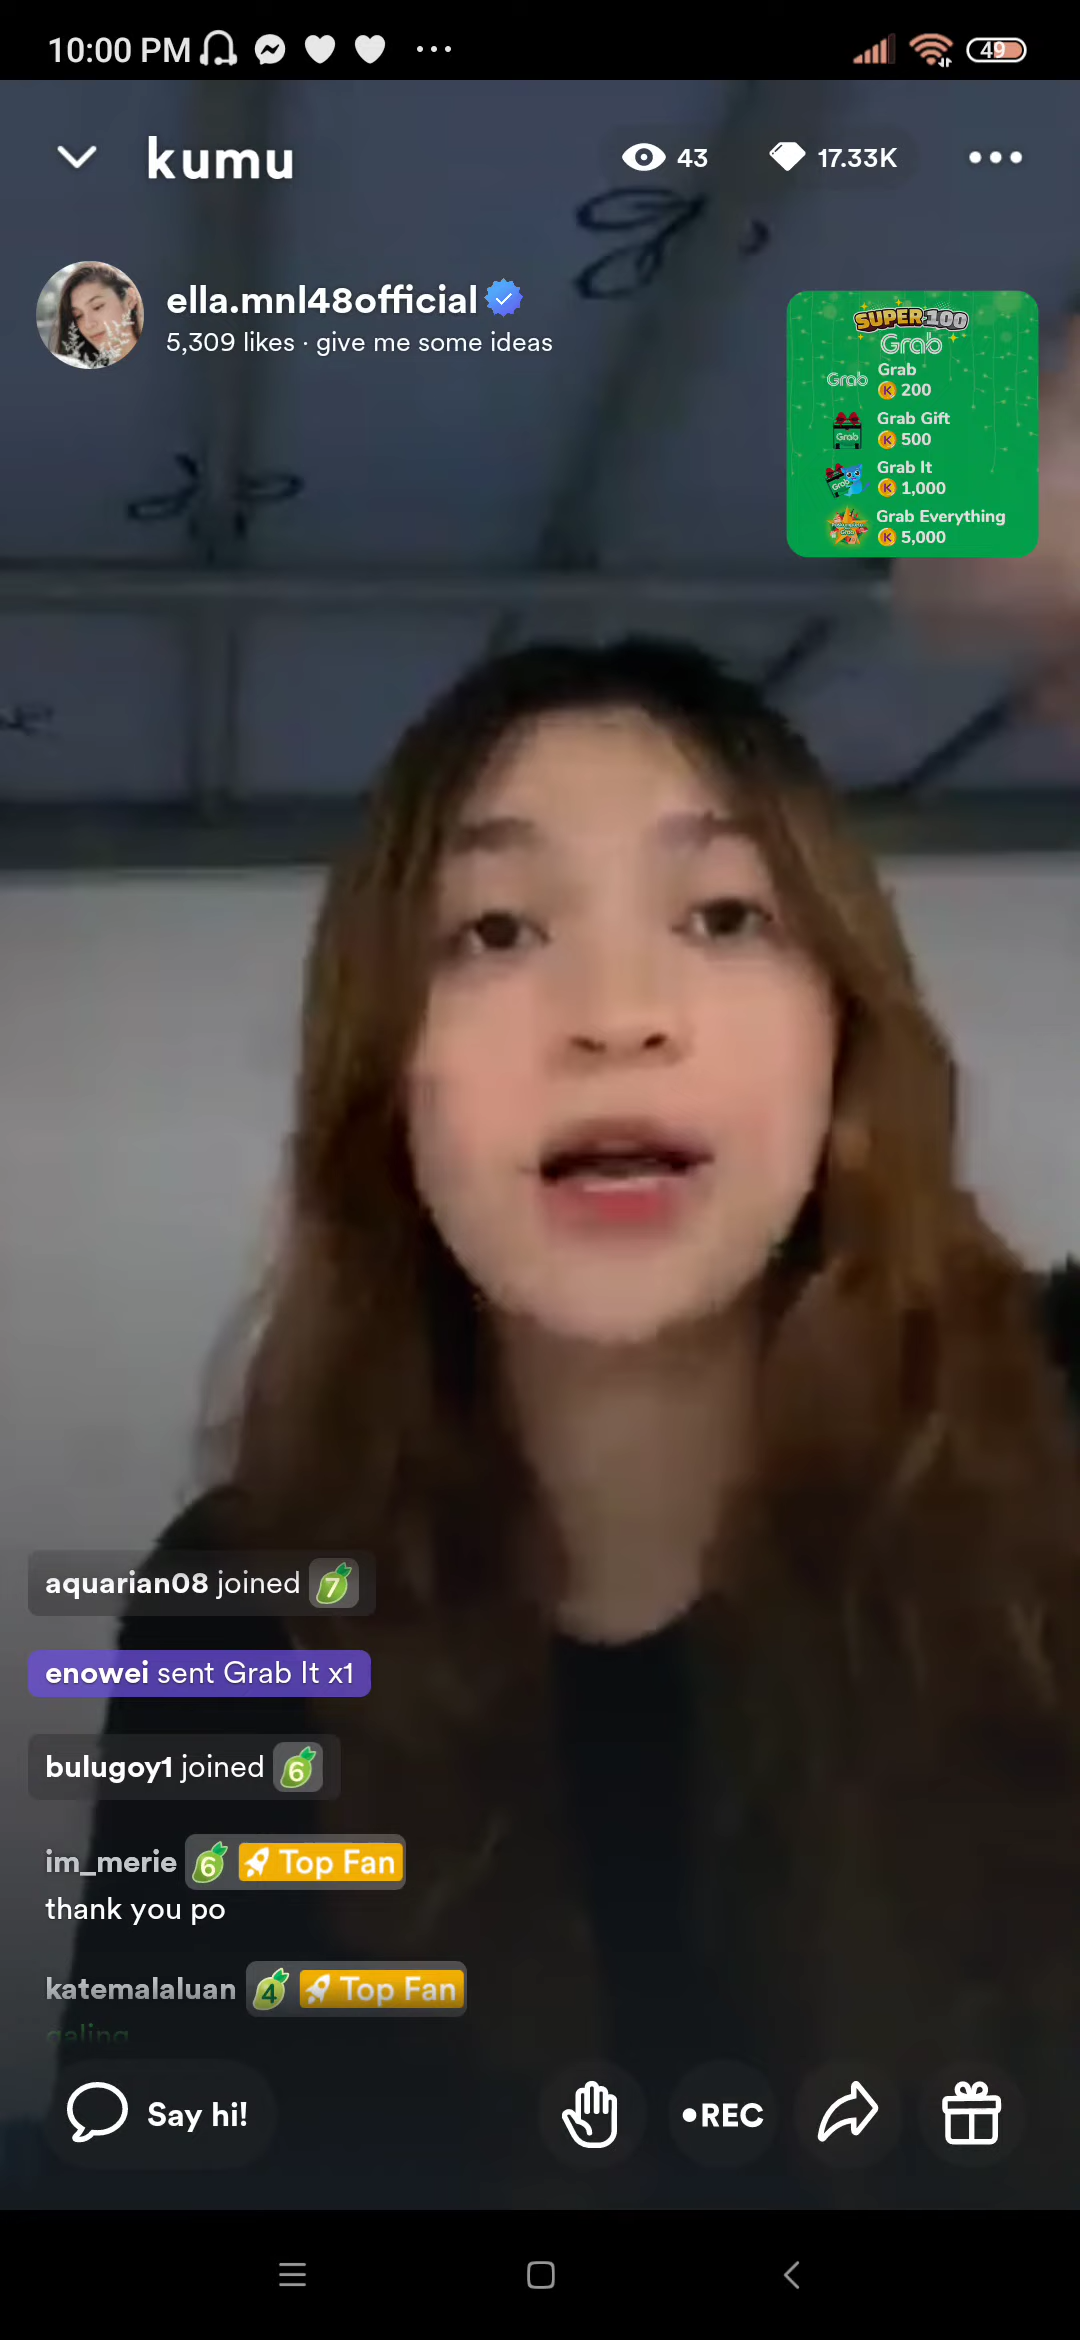 10:00 PM
49
kumu
43
17.33K
ella.mnl48official
5,309 likes · give me some ideas
SUPER-100
Grab
Grab
Grab
200
Grab Gift
Grab
500
Grab It
Grab
1,000
Grab Everything
5,000
aquarian08 joined 7
enowei sent Grab It x1
bulugoy1 joined 6
im_merie 6 Top Fan
thank you po
katemalaluan 4 Top Fan
galing
Say hi!
REC